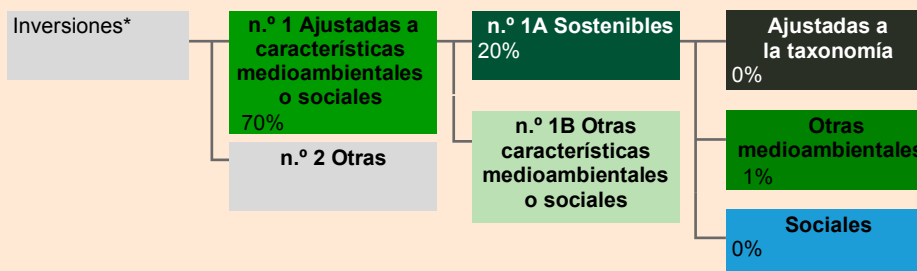 Inversiones*
n.º 1 Ajustadas a
características
medioambientales
o sociales
70%
n.º 2 Otras
n.º 1A Sostenibles
20%
n.º 1B Otras
características
medioambientales
o sociales
Ajustadas a
la taxonomía
0%
Otras
medioambientales
1%
Sociales
0%